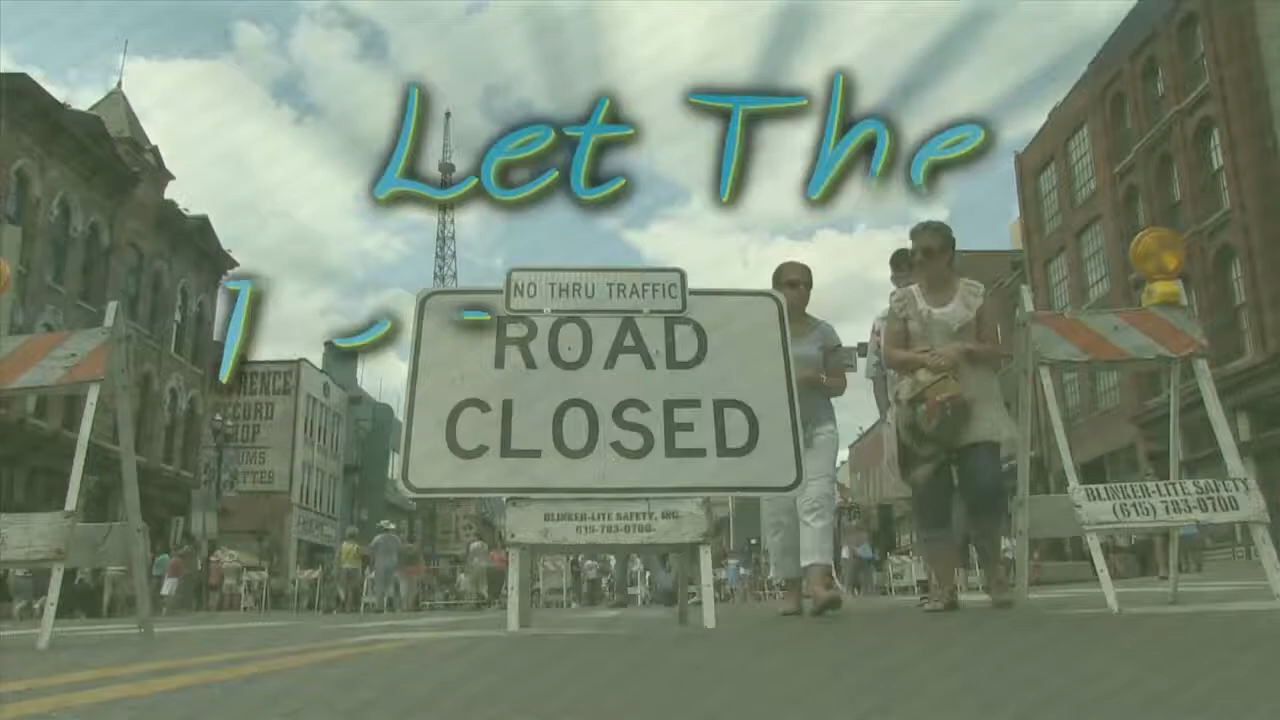 Let The
NO THRU TRAFFIC
ROAD
CLOSED
RECORD
BLINKER-LITE SAFETY, INC.
615-783-0700
BLINKER-LITE SAFETY
(615) 783-0700